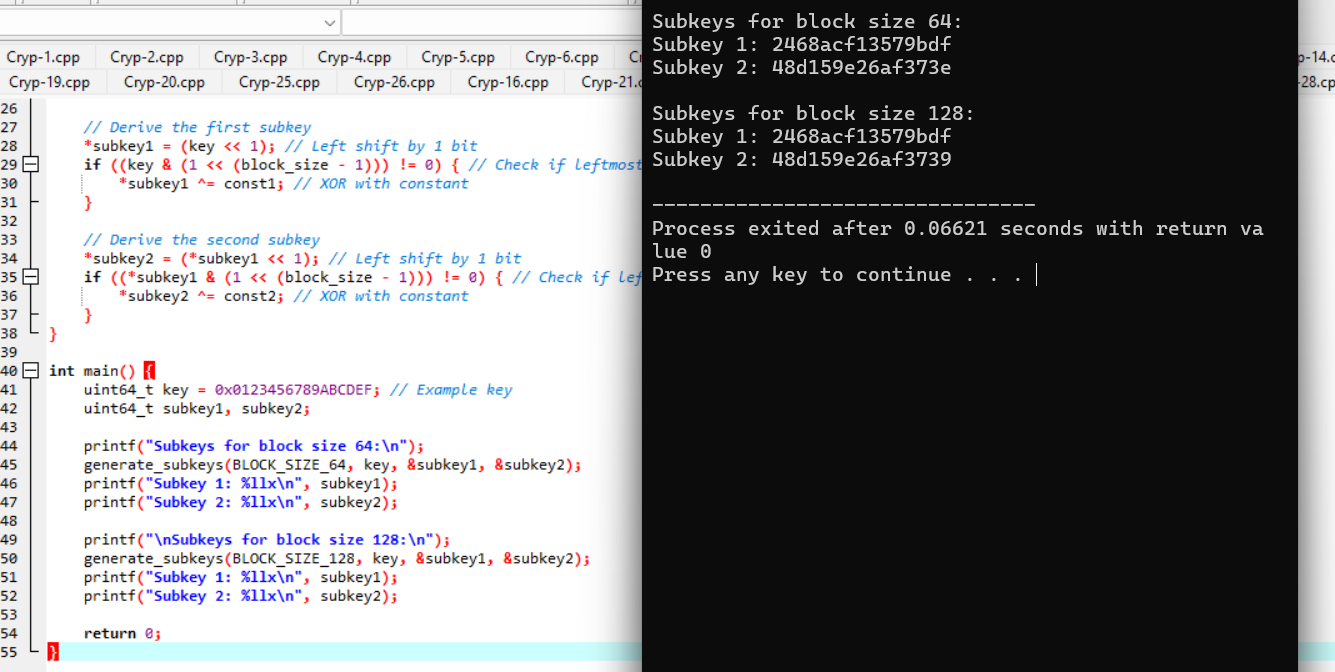 Cryp-1.cpp Cryp-2.cpp Cryp-3.cpp Cryp-4.cpp Cryp-5.cpp Cryp-6.cpp
Cryp-19.cpp Cryp-20.cpp Cryp-25.cpp Cryp-26.cpp Cryp-16.cpp Cryp-21.
26
27 // Derive the first subkey
28 *subkey1 = (key << 1); // Left shift by 1 bit
29 if ((key & (1 << (block_size - 1))) != 0) { // Check if leftmost
30 *subkey1 ^= const1; // XOR with constant
31 }
32
33 // Derive the second subkey
34 *subkey2 = (*subkey1 << 1); // Left shift by 1 bit
35 if ((*subkey1 & (1 << (block_size - 1))) != 0) { // Check if lef
36 *subkey2 ^= const2; // XOR with constant
37 }
38 }
39
40 int main() {
41 uint64_t key = 0x0123456789ABCDEF; // Example key
42 uint64_t subkey1, subkey2;
43
44 printf("Subkeys for block size 64:\n");
45 generate_subkeys(BLOCK_SIZE_64, key, &subkey1, &subkey2);
46 printf("Subkey 1: %llx\n", subkey1);
47 printf("Subkey 2: %llx\n", subkey2);
48
49 printf("\nSubkeys for block size 128:\n");
50 generate_subkeys(BLOCK_SIZE_128, key, &subkey1, &subkey2);
51 printf("Subkey 1: %llx\n", subkey1);
52 printf("Subkey 2: %llx\n", subkey2);
53
54 return 0;
55 }
Subkeys for block size 64:
Subkey 1: 2468acf13579bdf
Subkey 2: 48d159e26af373e
Subkeys for block size 128:
Subkey 1: 2468acf13579bdf
Subkey 2: 48d159e26af3739
--------------------------------
Process exited after 0.06621 seconds with return va
lue 0
Press any key to continue . . .
p-14.c
-28.cp